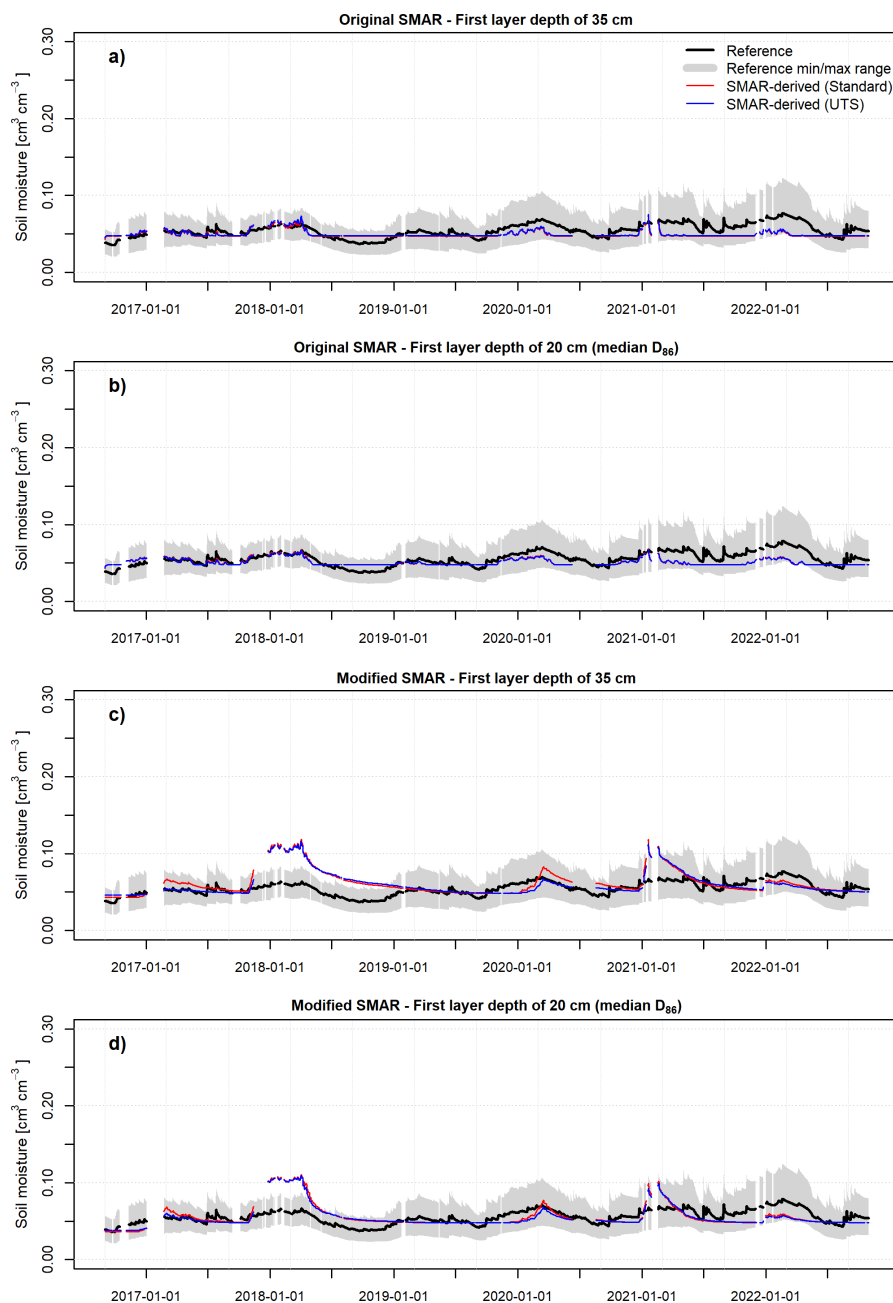 Original SMAR - First layer depth of 35 cm
a)
Reference
Reference min/max range
SMAR-derived (Standard)
SMAR-derived (UTS)
Soil moisture [cm³ cm⁻³ ]
0.30
0.20
0.10
0.00
2017-01-01 2018-01-01 2019-01-01 2020-01-01 2021-01-01 2022-01-01
Original SMAR - First layer depth of 20 cm (median D₈₆)
b)
Soil moisture [cm³ cm⁻³ ]
0.30
0.20
0.10
0.00
2017-01-01 2018-01-01 2019-01-01 2020-01-01 2021-01-01 2022-01-01
Modified SMAR - First layer depth of 35 cm
c)
Soil moisture [cm³ cm⁻³ ]
0.30
0.20
0.10
0.00
2017-01-01 2018-01-01 2019-01-01 2020-01-01 2021-01-01 2022-01-01
Modified SMAR - First layer depth of 20 cm (median D₈₆)
d)
Soil moisture [cm³ cm⁻³ ]
0.30
0.20
0.10
0.00
2017-01-01 2018-01-01 2019-01-01 2020-01-01 2021-01-01 2022-01-01